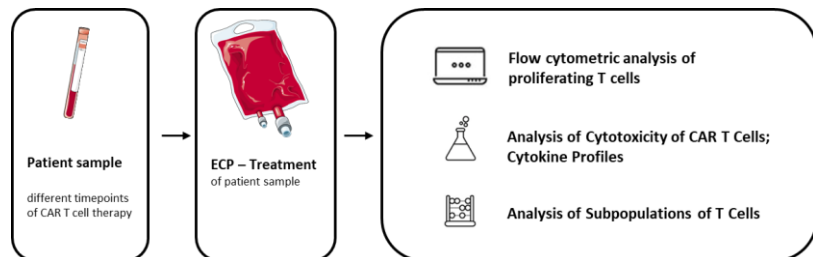 Patient sample
different timepoints
of CAR T cell therapy
ECP – Treatment
of patient sample
Flow cytometric analysis of
proliferating T cells
Analysis of Cytotoxicity of CAR T Cells;
Cytokine Profiles
Analysis of Subpopulations of T Cells